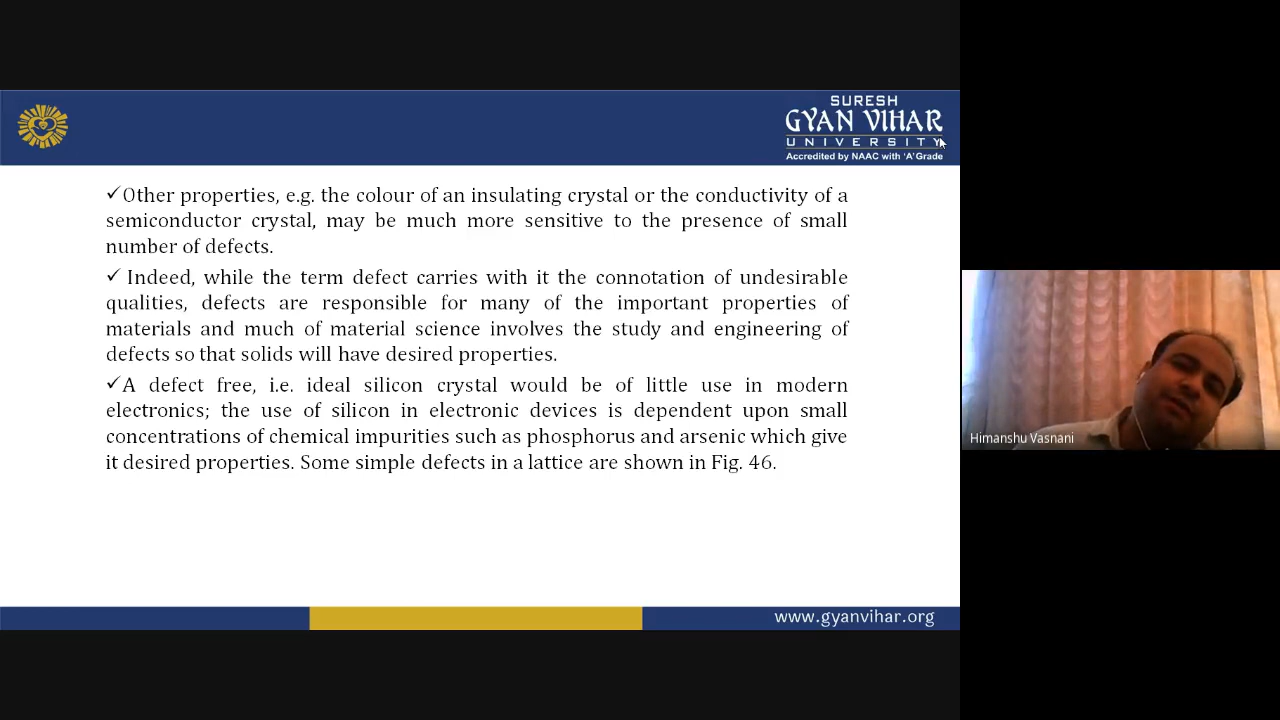 SURESH
GYAN VIHAR
UNIVERSITY
Accredited by NAAC with 'A' Grade
✓Other properties, e.g. the colour of an insulating crystal or the conductivity of a
semiconductor crystal, may be much more sensitive to the presence of small
number of defects.
✓ Indeed, while the term defect carries with it the connotation of undesirable
qualities, defects are responsible for many of the important properties of
materials and much of material science involves the study and engineering of
defects so that solids will have desired properties.
✓A defect free, i.e. ideal silicon crystal would be of little use in modern
electronics; the use of silicon in electronic devices is dependent upon small
concentrations of chemical impurities such as phosphorus and arsenic which give
it desired properties. Some simple defects in a lattice are shown in Fig. 46.
Himanshu Vasnani
www.gyanvihar.org